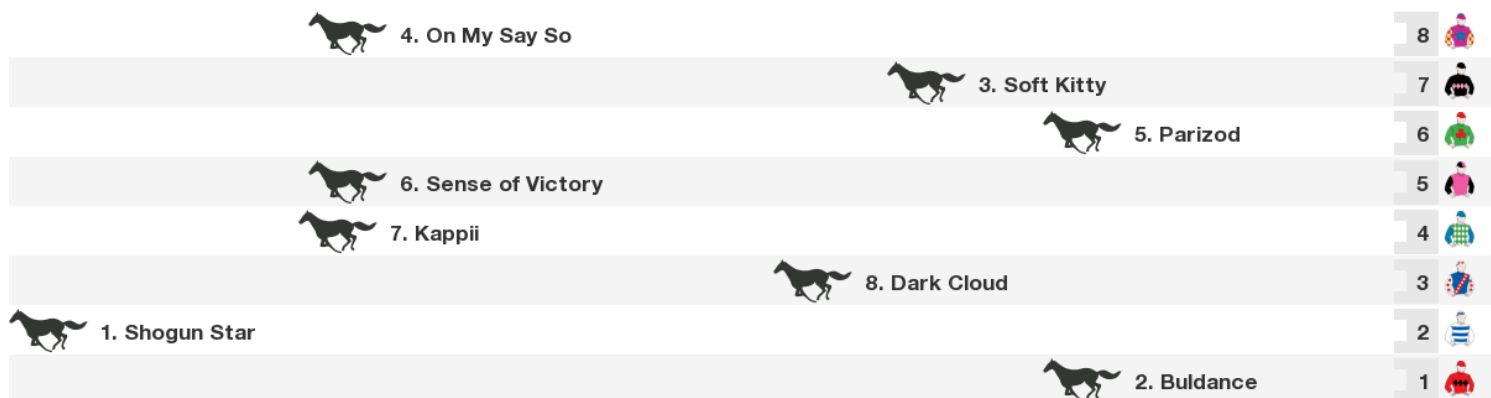 4. On My Say So 8
3. Soft Kitty 7
5. Parizod 6
6. Sense of Victory 5
7. Kappii 4
8. Dark Cloud 3
1. Shogun Star 2
2. Buldance 1